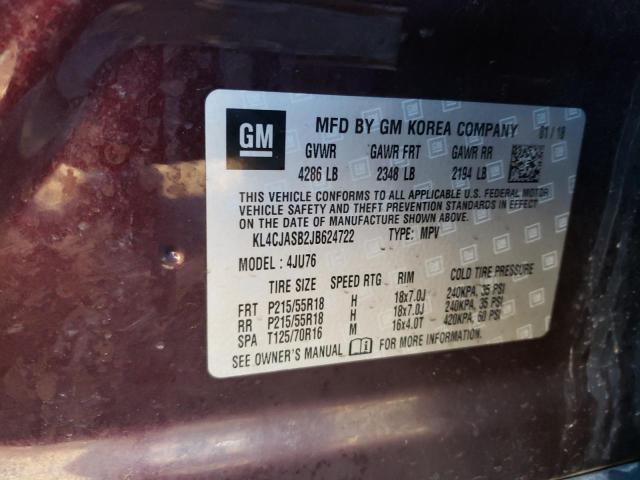 GM MFD BY GM KOREA COMPANY 01/18
GVWR GAWR FRT GAWR RR
4286 LB 2348 LB 2194 LB
THIS VEHICLE CONFORMS TO ALL APPLICABLE U.S. FEDERAL MOTOR
VEHICLE SAFETY AND THEFT PREVENTION STANDARDS IN EFFECT
ON THE DATE OF MANUFACTURE SHOWN ABOVE.
KL4CJASB2JB624722 TYPE: MPV
MODEL: 4JU76
TIRE SIZE SPEED RTG RIM COLD TIRE PRESSURE
FRT P215/55R18 H 18x7.0J 240KPA, 35 PSI
RR P215/55R18 H 18x7.0J 240KPA, 35 PSI
SPA T125/70R16 M 16x4.0T 420KPA, 60 PSI
SEE OWNER'S MANUAL FOR MORE INFORMATION.